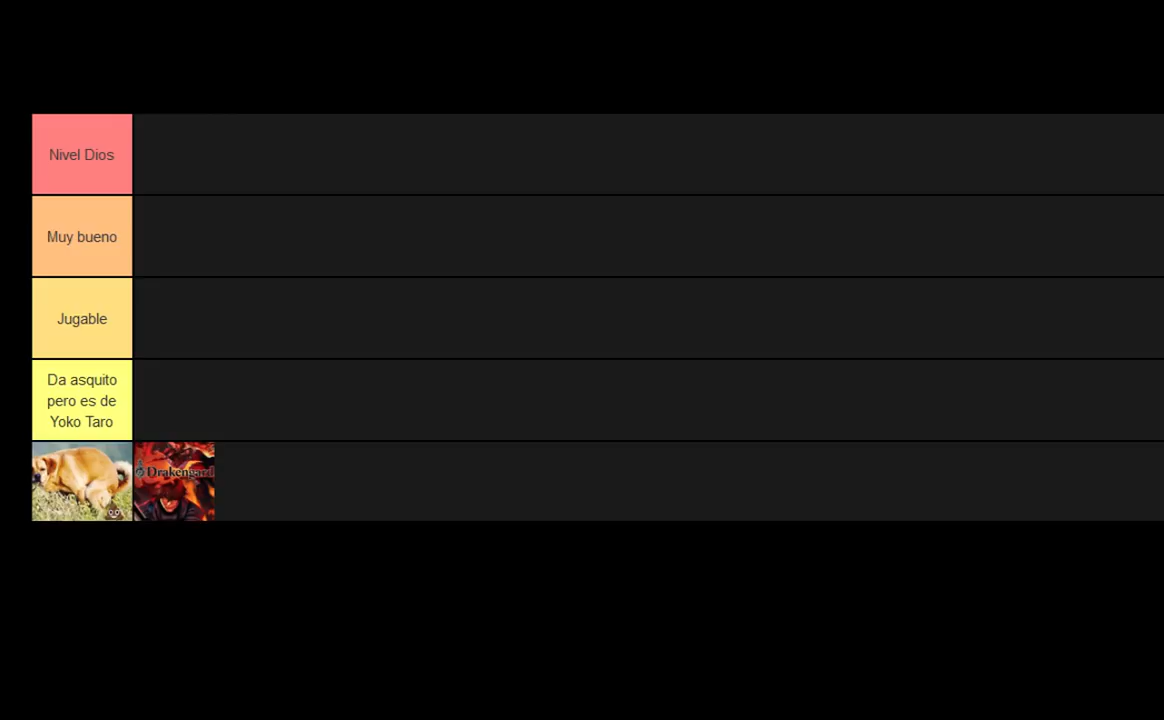 Nivel Dios
Muy bueno
Jugable
Da asquito
pero es de
Yoko Taro
Drakengard